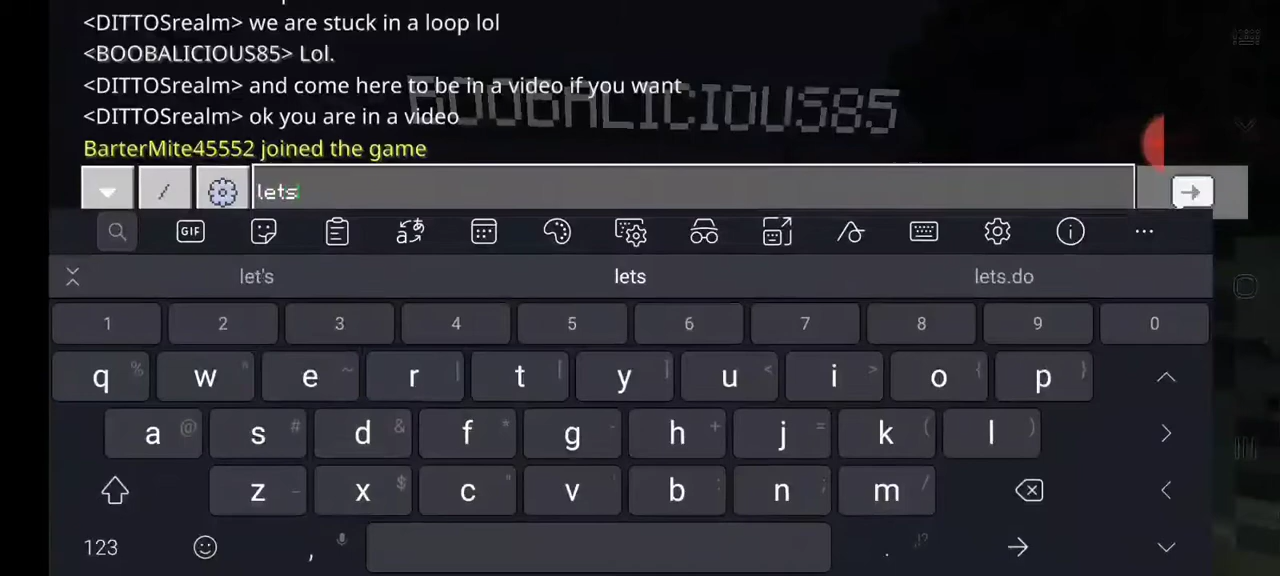 <DITTOSrealm> we are stuck in a loop lol
<BOOBALICIOUS85> Lol.
<DITTOSrealm> and come here to be in a video if you want
BOOBALICIOUS85
<DITTOSrealm> ok you are in a video
BarterMite45552 joined the game
/ lets
GIF
let's lets lets.do
1 2 3 4 5 6 7 8 9 0
q w e r t y u i o p
a s d f g h j k l
z x c v b n m
123 , .